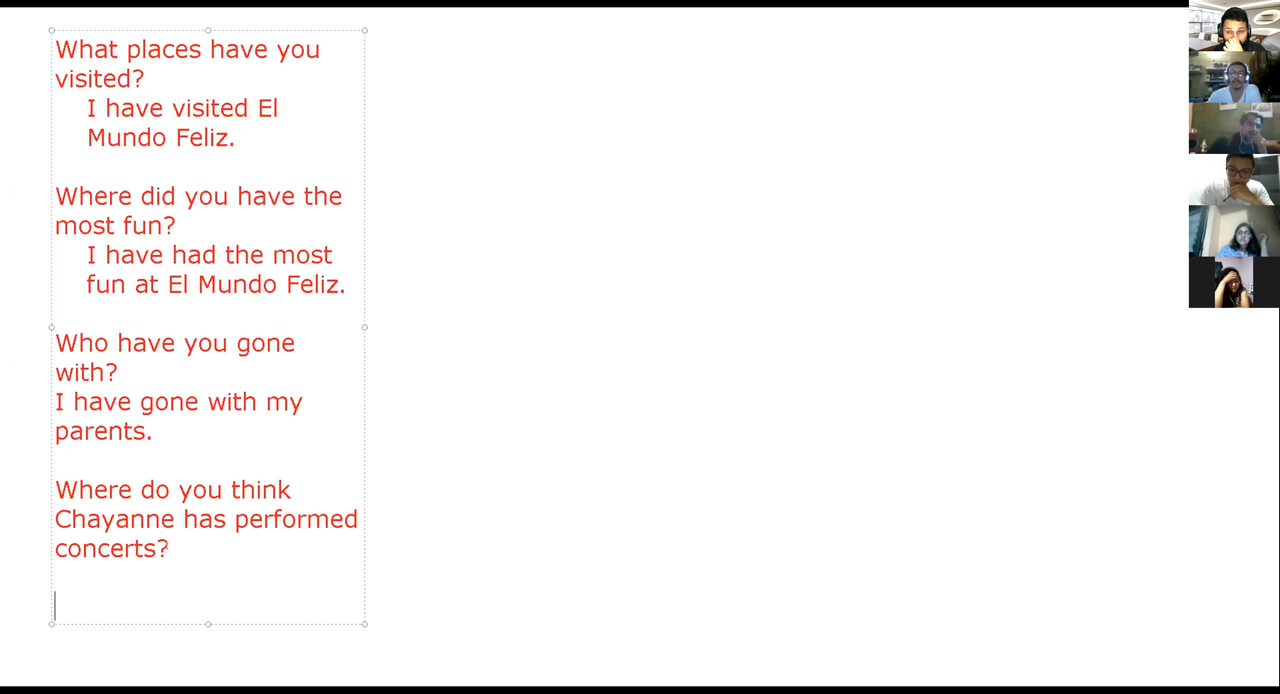 What places have you
visited?
I have visited El
Mundo Feliz.
Where did you have the
most fun?
I have had the most
fun at El Mundo Feliz.
Who have you gone
with?
I have gone with my
parents.
Where do you think
Chayanne has performed
concerts?